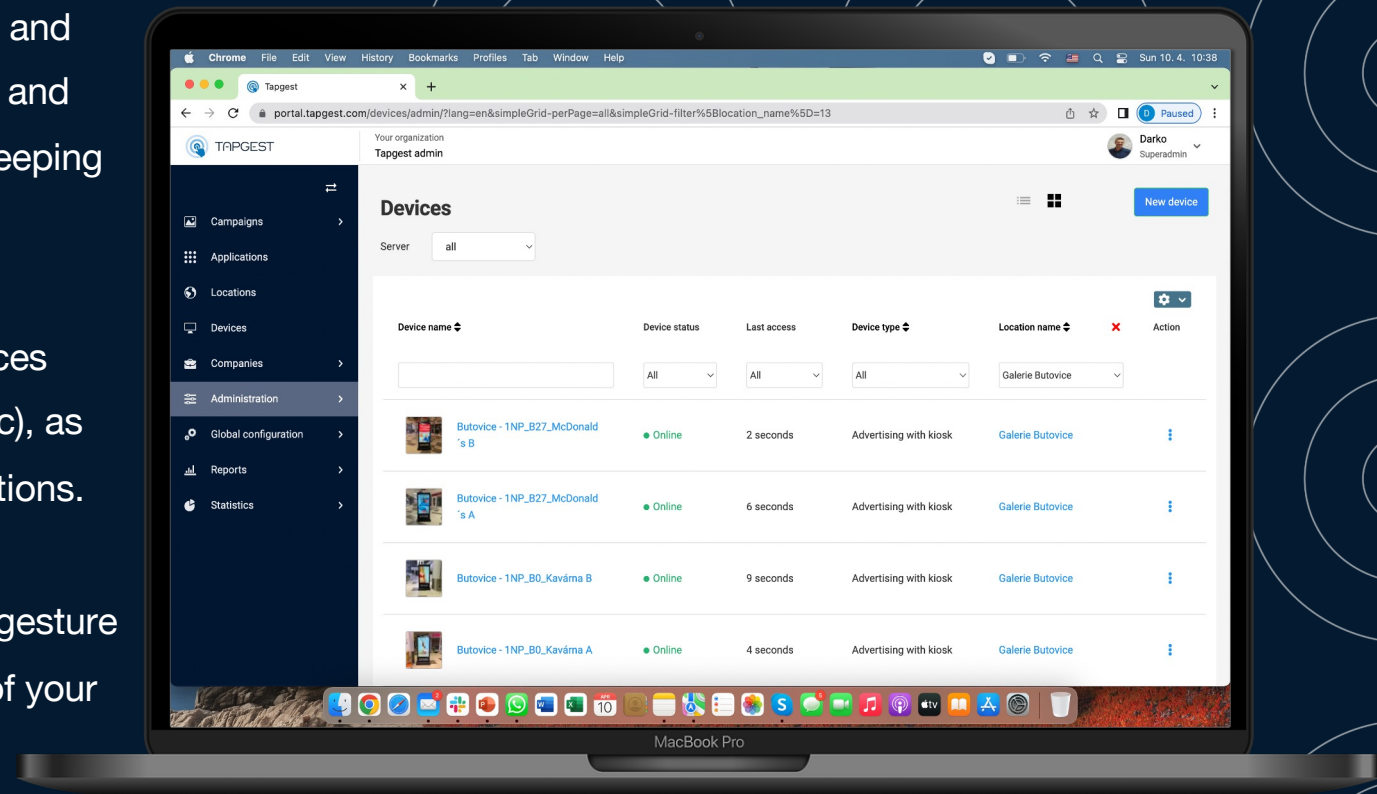 and
and
eeping
ces
c), as
tions.
gesture
of your
Chrome File Edit View History Bookmarks Profiles Tab Window Help
Sun 10. 4. 10:38
Tapgest
portal.tapgest.com/devices/admin/?lang=en&simpleGrid-perPage=all&simpleGrid-filter%5Blocation_name%5D=13
D Paused
TAPGEST
Your organization
Tapgest admin
Darko
Superadmin
Campaigns
Applications
Locations
Devices
Companies
Administration
Global configuration
Reports
Statistics
Devices
New device
Server all
Device name Device status Last access Device type Location name Action
All All All Galerie Butovice
Butovice - 1NP_B27_McDonald
´s B
Online 2 seconds Advertising with kiosk Galerie Butovice
Butovice - 1NP_B27_McDonald
´s A
Online 6 seconds Advertising with kiosk Galerie Butovice
Butovice - 1NP_B0_Kavárna B Online 9 seconds Advertising with kiosk Galerie Butovice
Butovice - 1NP_B0_Kavárna A Online 4 seconds Advertising with kiosk Galerie Butovice
APR
10
tv
MacBook Pro